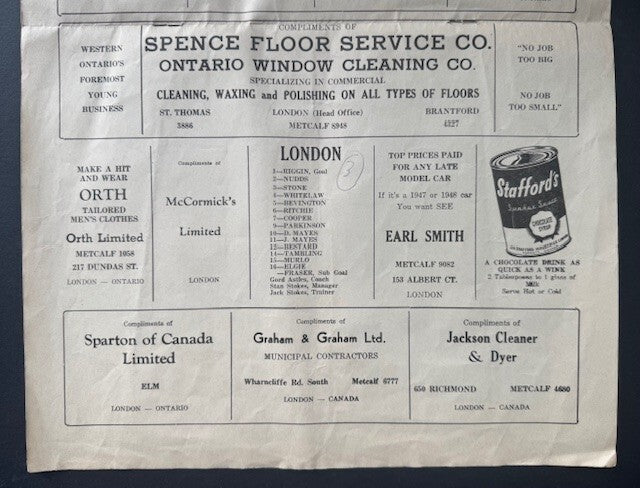 COMPLIMENTS OF
WESTERN
ONTARIO'S
FOREMOST
YOUNG
BUSINESS
SPENCE FLOOR SERVICE CO.
ONTARIO WINDOW CLEANING CO.
SPECIALIZING IN COMMERCIAL
CLEANING, WAXING and POLISHING ON ALL TYPES OF FLOORS
ST. THOMAS
3886
LONDON (Head Office)
METCALF 8948
BRANTFORD
4227
"NO JOB
TOO BIG
NO JOB
TOO SMALL"
MAKE A HIT
AND WEAR
ORTH
TAILORED
MEN'S CLOTHES
Orth Limited
METCALF 1058
217 DUNDAS ST.
LONDON — ONTARIO
Compliments of
McCormick's
Limited
LONDON
LONDON
3
1—RIGGIN, Goal
2—NUDDS
3—STONE
4—WHITELAW
5—BEVINGTON
6—RITCHIE
7—COOPER
9—PARKINSON
10—D. MAYES
11—J. MAYES
12—BESTARD
14—TAMBLING
15—MURLO
16—ELGIE
—FRASER, Sub Goal
Gord Astles, Coach
Stan Stokes, Manager
Jack Stokes, Trainer
TOP PRICES PAID
FOR ANY LATE
MODEL CAR
If it's a 1947 or 1948 car
You want SEE
EARL SMITH
METCALF 9082
153 ALBERT CT.
LONDON
Stafford's
CHOCOLATE
SYRUP
A CHOCOLATE DRINK AS
QUICK AS A WINK
2 Tablespoons to 1 glass of
Milk
Serve Hot or Cold
Compliments of
Sparton of Canada
Limited
ELM
LONDON — ONTARIO
Compliments of
Graham & Graham Ltd.
MUNICIPAL CONTRACTORS
Wharncliffe Rd. South Metcalf 6777
LONDON — CANADA
Compliments of
Jackson Cleaner
& Dyer
650 RICHMOND METCALF 4680
LONDON — CANADA